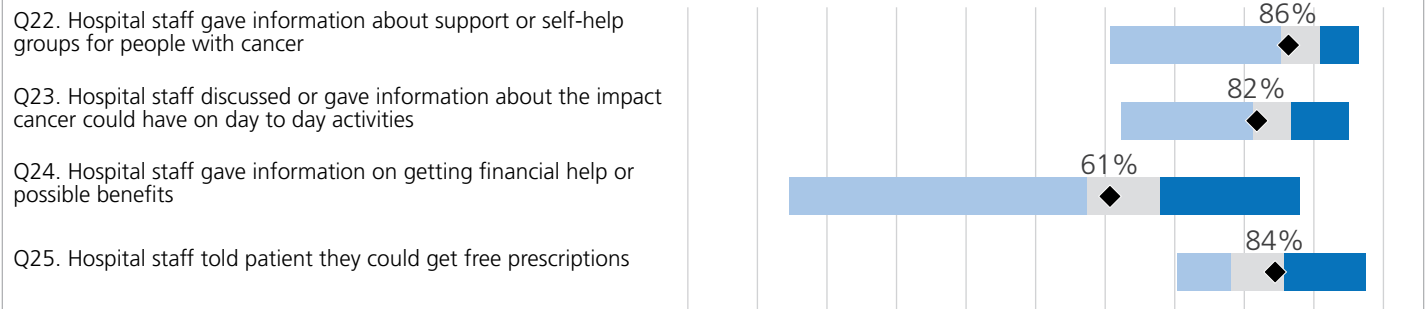 Q22. Hospital staff gave information about support or self-help
groups for people with cancer
86%
Q23. Hospital staff discussed or gave information about the impact
cancer could have on day to day activities
82%
Q24. Hospital staff gave information on getting financial help or
possible benefits
61%
Q25. Hospital staff told patient they could get free prescriptions
84%